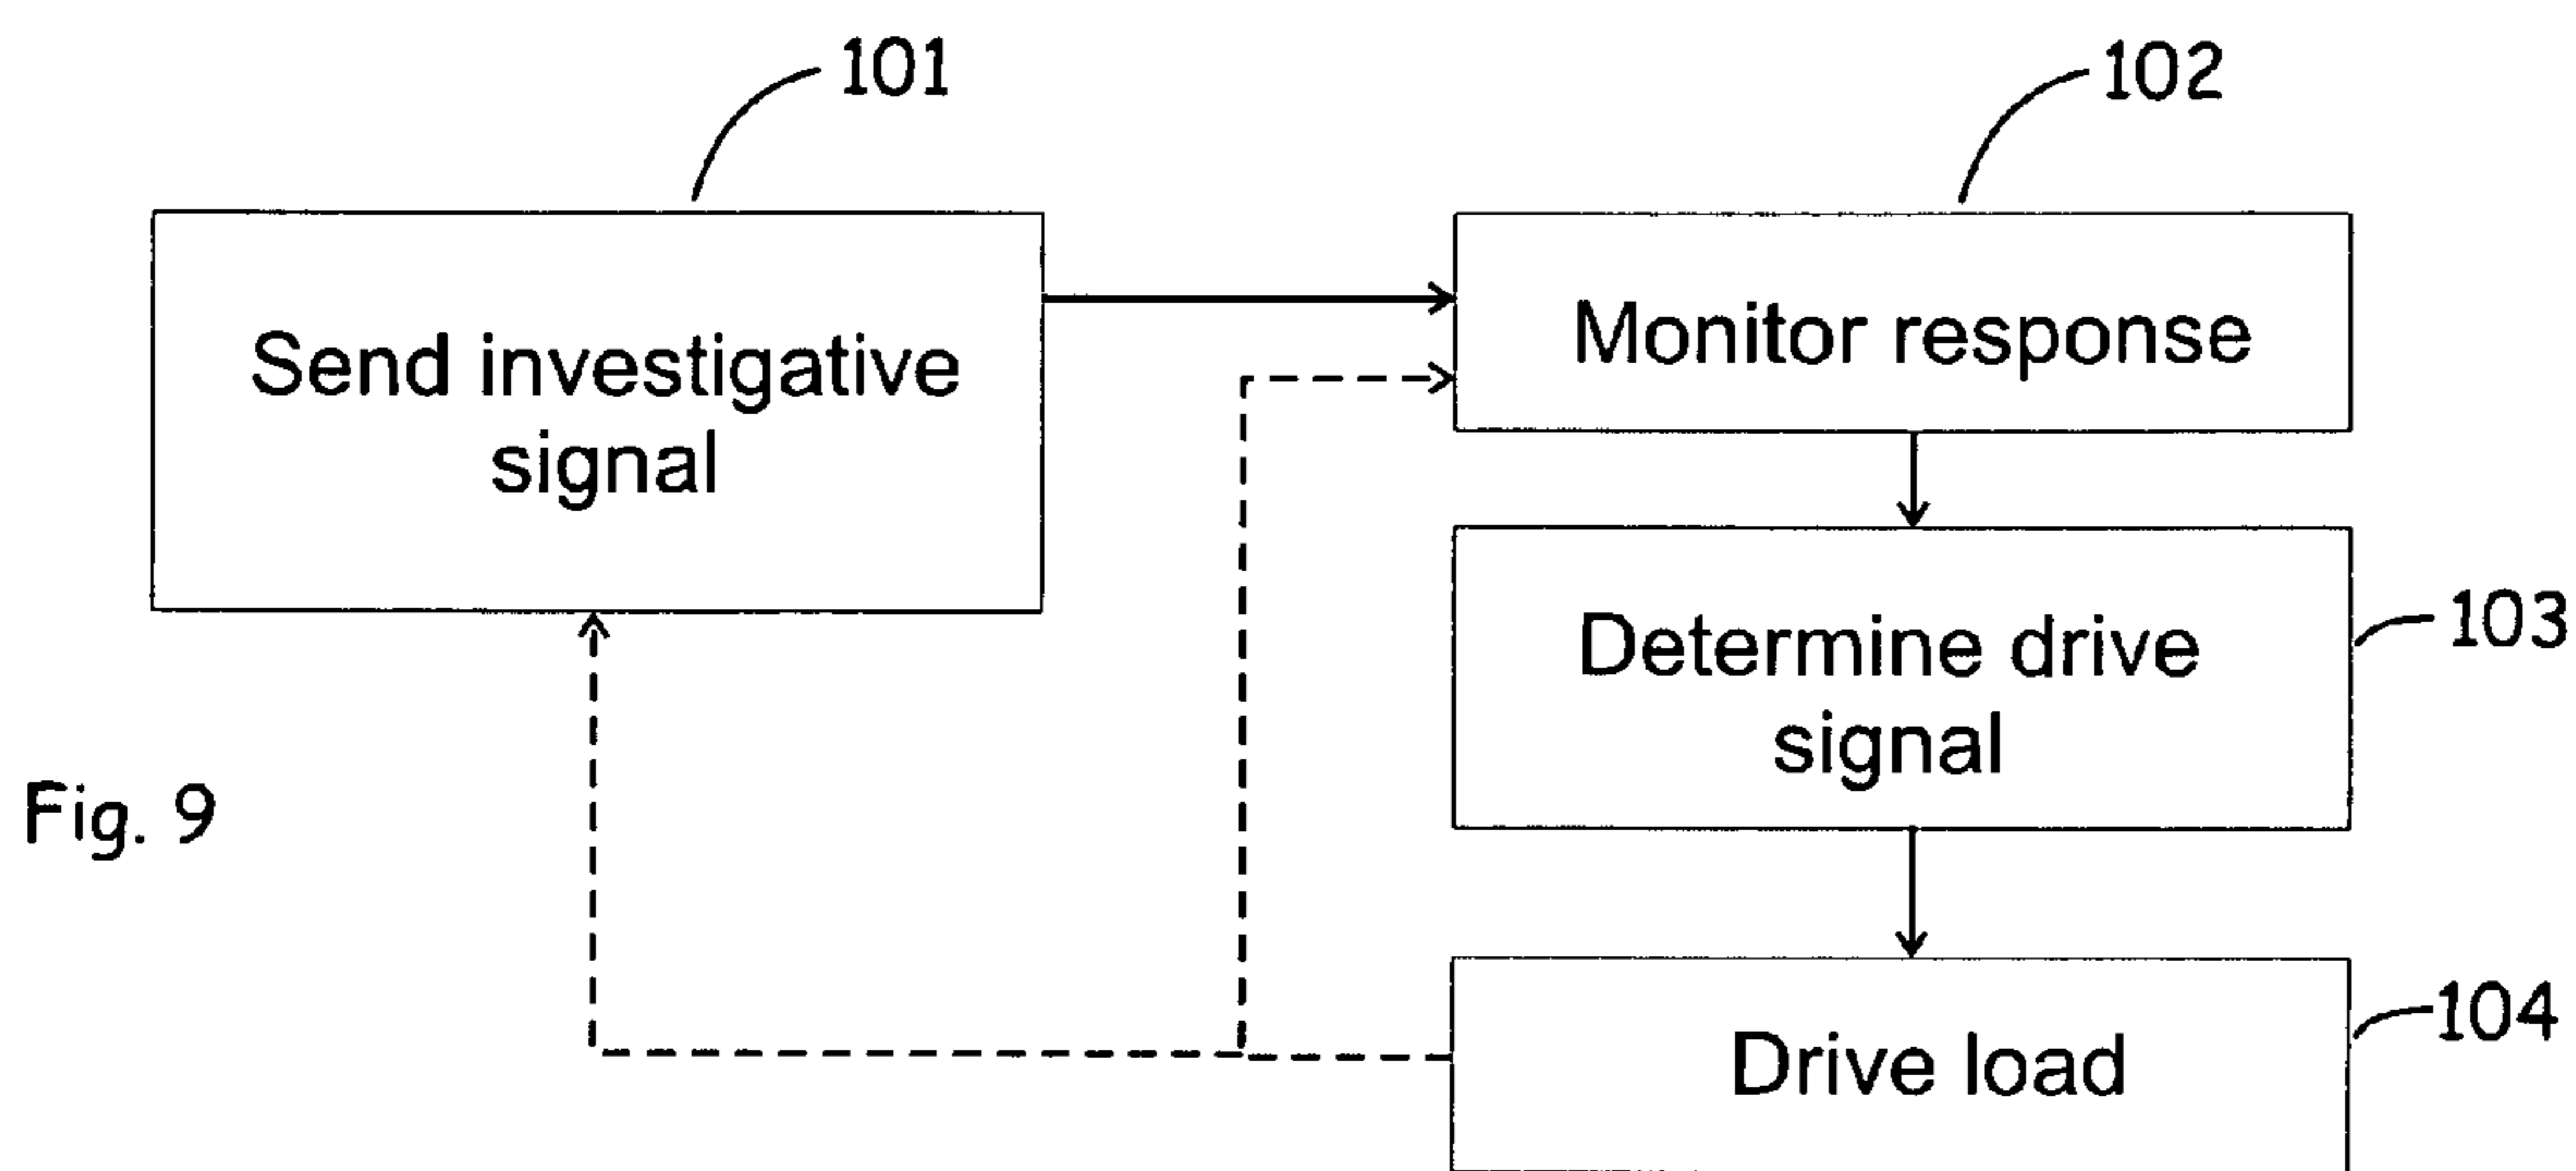 101
102
Send investigative
signal
Monitor response
Determine drive
signal
103
Fig. 9
Drive load
104